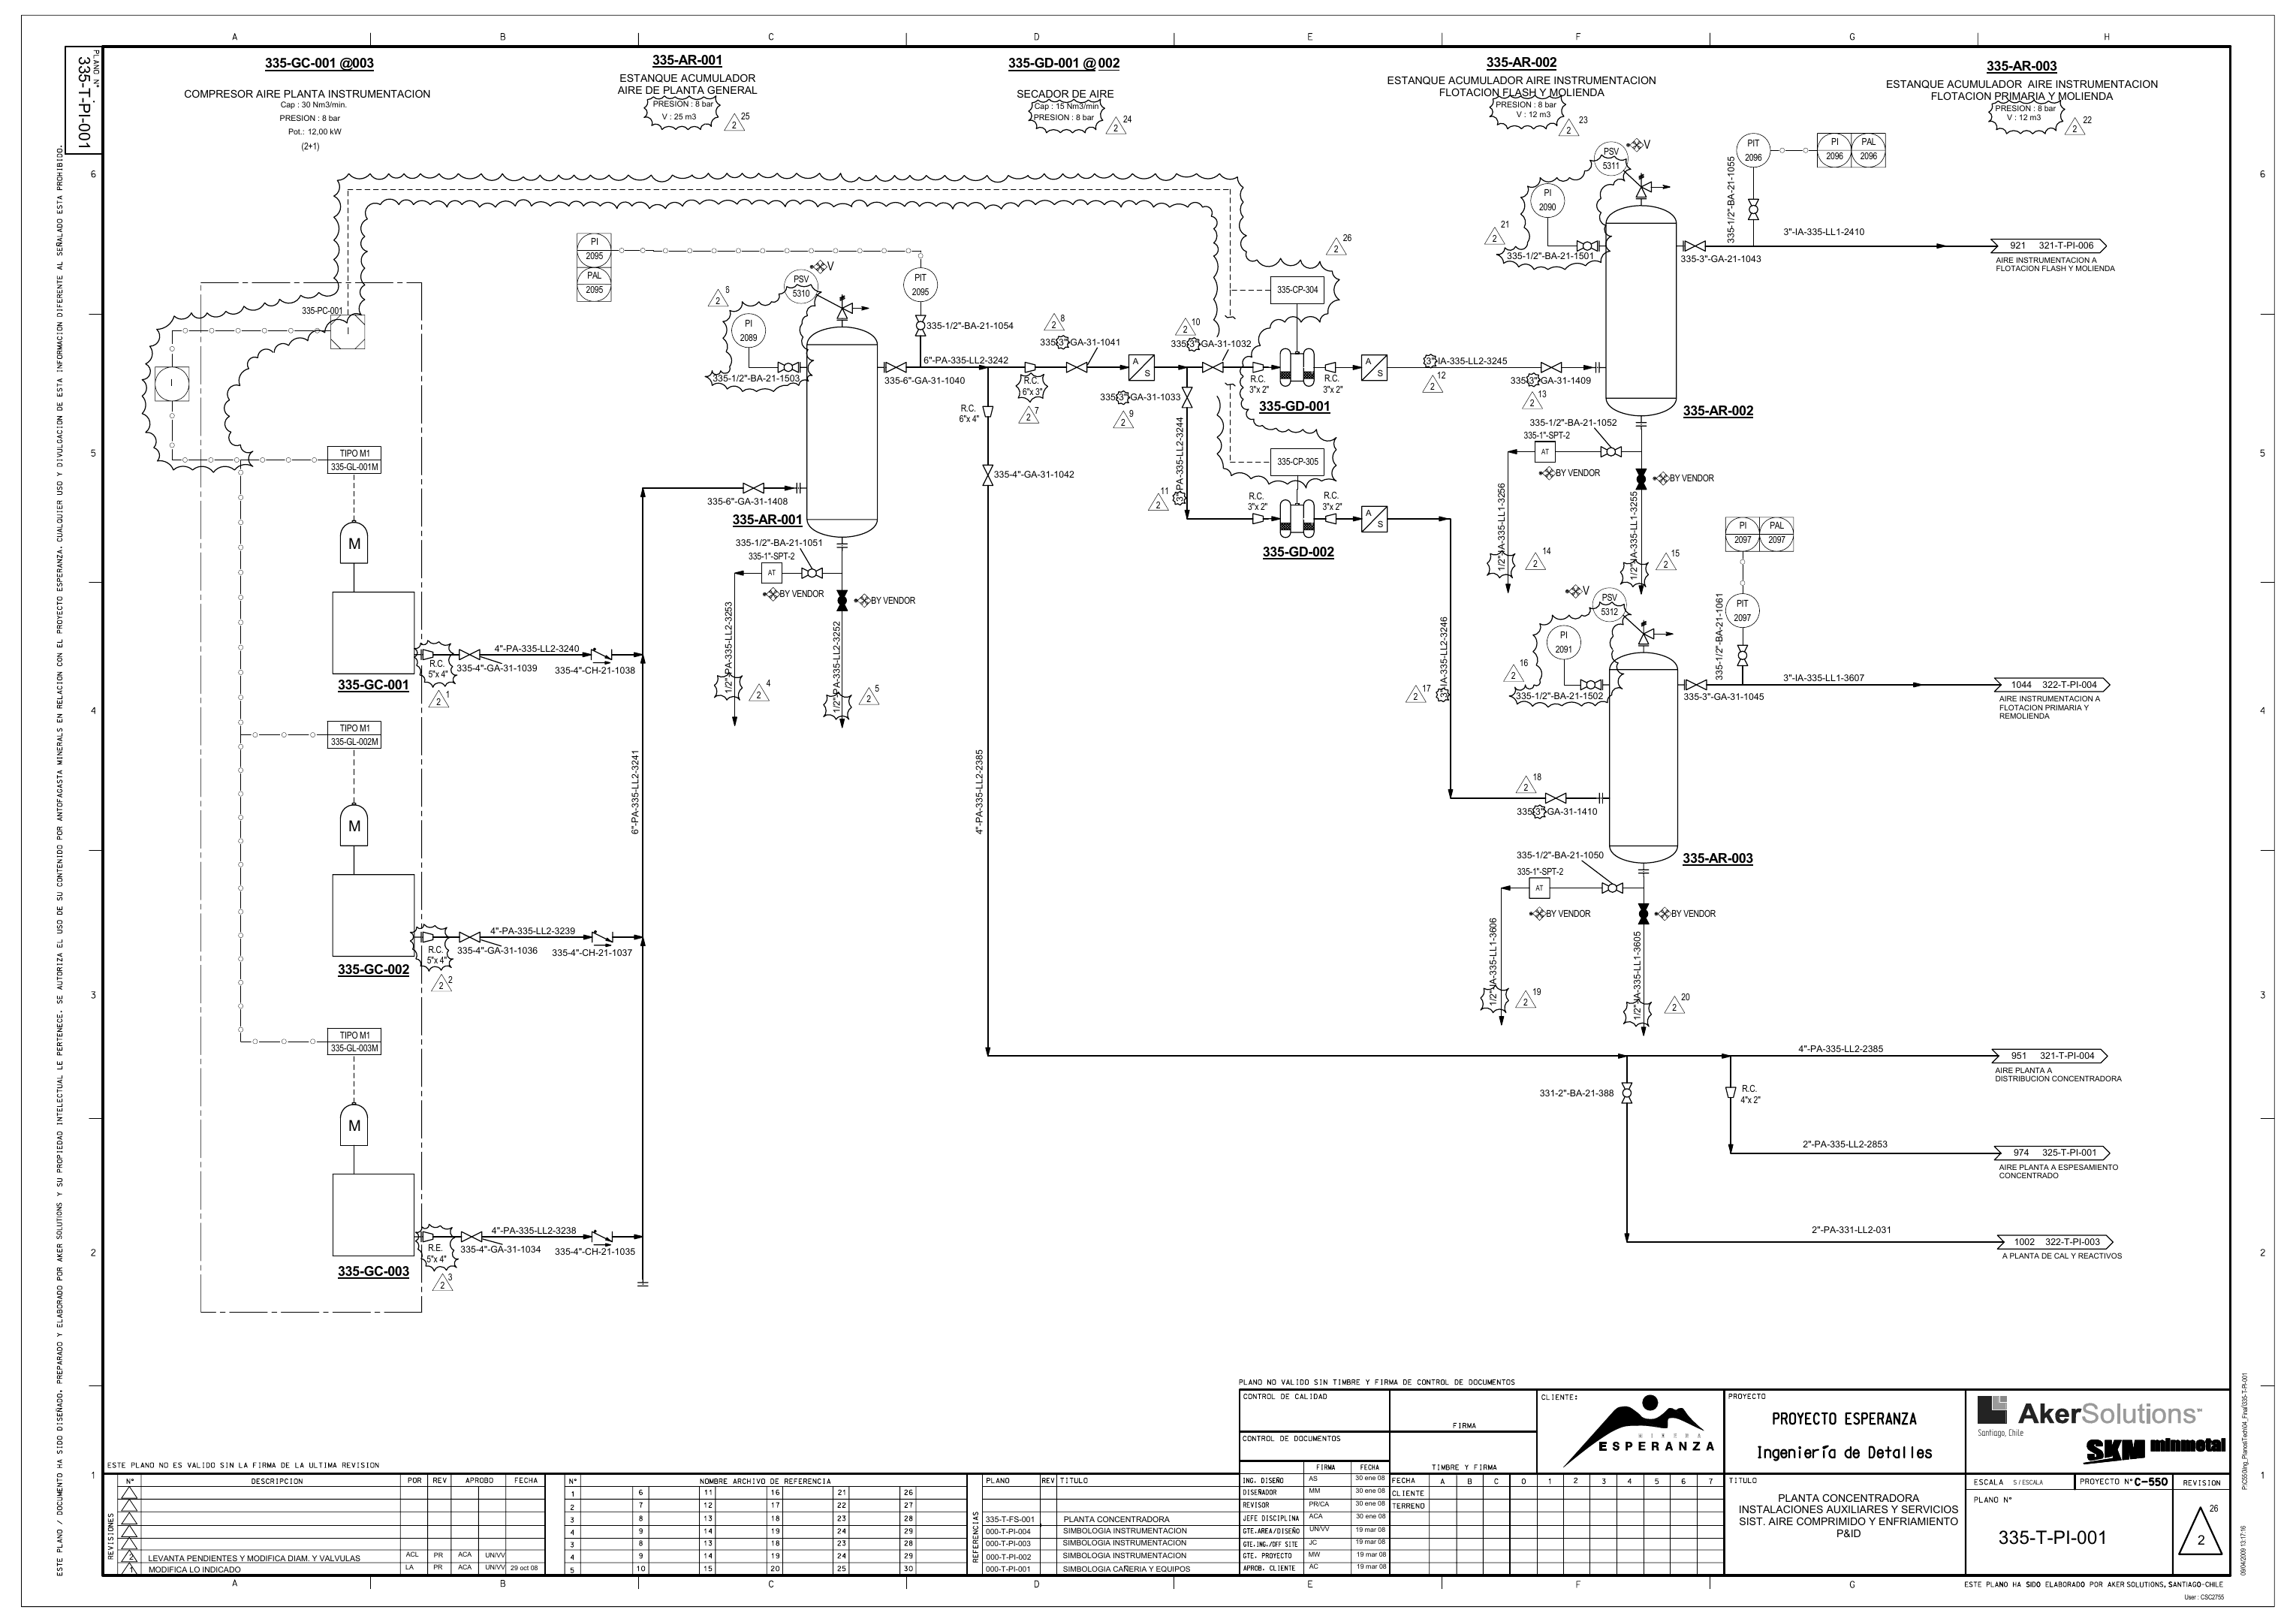 A
B
C
D
E
F
G
H
PLANO N°
335-T-PI-001
335-GC-001 @003
COMPRESOR AIRE PLANTA INSTRUMENTACION
Cap : 30 Nm3/min.
PRESION : 8 bar
Pot.: 12,00 kW
(2+1)
335-AR-001
ESTANQUE ACUMULADOR
AIRE DE PLANTA GENERAL
PRESION : 8 bar
V : 25 m3
2 25
335-GD-001 @ 002
SECADOR DE AIRE
Cap : 15 Nm3/min
PRESION : 8 bar
2 24
335-AR-002
ESTANQUE ACUMULADOR AIRE INSTRUMENTACION
FLOTACION FLASH Y MOLIENDA
PRESION : 8 bar
V : 12 m3
2 23
335-AR-003
ESTANQUE ACUMULADOR AIRE INSTRUMENTACION
FLOTACION PRIMARIA Y MOLIENDA
PRESION : 8 bar
V : 12 m3
2 22
6
5
4
3
2
1
6
5
4
3
2
1
ESTE PLANO / DOCUMENTO HA SIDO DISEÑADO, PREPARADO Y ELABORADO POR AKER SOLUTIONS Y SU PROPIEDAD INTELECTUAL LE PERTENECE. SE AUTORIZA EL USO DE SU CONTENIDO POR ANTOFAGASTA MINERALS EN RELACION CON EL PROYECTO ESPERANZA. CUALQUIER USO Y DIVULGACION DE ESTA INFORMACION DIFERENTE AL SEÑALADO ESTA PROHIBIDO.
335-PC-001
I
TIPO M1
335-GL-001M
M
335-GC-001
R.C.
5"x 4"
2 1
4"-PA-335-LL2-3240
335-4"-GA-31-1039
335-4"-CH-21-1038
TIPO M1
335-GL-002M
M
335-GC-002
R.C.
5"x 4"
2 2
4"-PA-335-LL2-3239
335-4"-GA-31-1036
335-4"-CH-21-1037
TIPO M1
335-GL-003M
M
335-GC-003
R.E.
5"x 4"
2 3
4"-PA-335-LL2-3238
335-4"-GA-31-1034
335-4"-CH-21-1035
6"-PA-335-LL2-3241
PI
2095
PAL
2095
PIT
2095
335-1/2"-BA-21-1054
2 6
PSV
5310
V
PI
2089
335-1/2"-BA-21-1503
335-6"-GA-31-1040
6"-PA-335-LL2-3242
335-6"-GA-31-1408
335-AR-001
335-1/2"-BA-21-1051
335-1"-SPT-2
AT
BY VENDOR
BY VENDOR
1/2"-PA-335-LL2-3253
2 4
1/2"-PA-335-LL2-3252
2 5
R.C.
6"x 4"
335-4"-GA-31-1042
4"-PA-335-LL2-2385
R.C.
6"x 3"
2 7
2 8
335-3"-GA-31-1041
A
S
335-3"-GA-31-1033
2 9
2 10
335-3"-GA-31-1032
3"-PA-335-LL2-3244
2 11
2 26
335-CP-304
R.C.
3"x 2"
R.C.
3"x 2"
335-GD-001
A
S
335-CP-305
R.C.
3"x 2"
R.C.
3"x 2"
335-GD-002
A
S
3"-IA-335-LL2-3245
2 12
335-3"-GA-31-1409
2 13
3"-IA-335-LL2-3246
2 17
PSV
5311
V
PI
2090
2 21
335-1/2"-BA-21-1501
335-3"-GA-21-1043
335-1/2"-BA-21-1055
PIT
2096
PI
2096
PAL
2096
3"-IA-335-LL1-2410
921 321-T-PI-006
AIRE INSTRUMENTACION A
FLOTACION FLASH Y MOLIENDA
335-AR-002
335-1/2"-BA-21-1052
335-1"-SPT-2
AT
BY VENDOR
BY VENDOR
1/2"-IA-335-LL1-3256
2 14
1/2"-IA-335-LL1-3255
2 15
PSV
5312
V
PI
2091
2 16
335-1/2"-BA-21-1502
335-3"-GA-31-1045
335-1/2"-BA-21-1061
PIT
2097
PI
2097
PAL
2097
3"-IA-335-LL1-3607
1044 322-T-PI-004
AIRE INSTRUMENTACION A
FLOTACION PRIMARIA Y
REMOLIENDA
2 18
335-3"-GA-31-1410
335-AR-003
335-1/2"-BA-21-1050
335-1"-SPT-2
AT
BY VENDOR
BY VENDOR
1/2"-IA-335-LL1-3606
2 19
1/2"-IA-335-LL1-3605
2 20
4"-PA-335-LL2-2385
951 321-T-PI-004
AIRE PLANTA A
DISTRIBUCION CONCENTRADORA
331-2"-BA-21-388
R.C.
4"x 2"
2"-PA-335-LL2-2853
974 325-T-PI-001
AIRE PLANTA A ESPESAMIENTO
CONCENTRADO
2"-PA-331-LL2-031
1002 322-T-PI-003
A PLANTA DE CAL Y REACTIVOS
PLANO NO VALIDO SIN TIMBRE Y FIRMA DE CONTROL DE DOCUMENTOS
CONTROL DE CALIDAD
FIRMA
CONTROL DE DOCUMENTOS
TIMBRE Y FIRMA
CLIENTE:
MINERA
ESPERANZA
PROYECTO
PROYECTO ESPERANZA
Ingeniería de Detalles
AkerSolutions™
Santiago, Chile
SKM minmetal
ESTE PLANO NO ES VALIDO SIN LA FIRMA DE LA ULTIMA REVISION
REVISIONES
N° DESCRIPCION POR REV APROBO FECHA
2 LEVANTA PENDIENTES Y MODIFICA DIAM. Y VALVULAS ACL PR ACA UN/VV
1 MODIFICA LO INDICADO LA PR ACA UN/VV 29 oct 08
N° NOMBRE ARCHIVO DE REFERENCIA
1 6 11 16 21 26
2 7 12 17 22 27
3 8 13 18 23 28
4 9 14 19 24 29
3 8 13 18 23 28
4 9 14 19 24 29
5 10 15 20 25 30
REFERENCIAS
PLANO REV TITULO
335-T-FS-001 PLANTA CONCENTRADORA
000-T-PI-004 SIMBOLOGIA INSTRUMENTACION
000-T-PI-003 SIMBOLOGIA INSTRUMENTACION
000-T-PI-002 SIMBOLOGIA INSTRUMENTACION
000-T-PI-001 SIMBOLOGIA CAÑERIA Y EQUIPOS
FIRMA FECHA
ING. DISEÑO AS 30 ene 08
DISEÑADOR MM 30 ene 08
REVISOR PR/CA 30 ene 08
JEFE DISCIPLINA ACA 30 ene 08
GTE.AREA/DISEÑO UN/VV 19 mar 08
GTE.ING./OFF SITE JC 19 mar 08
GTE. PROYECTO MW 19 mar 08
APROB. CLIENTE AC 19 mar 08
FECHA A B C 0 1 2 3 4 5 6 7
CLIENTE
TERRENO
TITULO
PLANTA CONCENTRADORA
INSTALACIONES AUXILIARES Y SERVICIOS
SIST. AIRE COMPRIMIDO Y ENFRIAMIENTO
P&ID
ESCALA S/ESCALA
PROYECTO N° C-550
REVISION
PLANO N°
335-T-PI-001
26
2
A
B
C
D
E
F
G
ESTE PLANO HA SIDO ELABORADO POR AKER SOLUTIONS, SANTIAGO-CHILE
User : CSC2755
09/04/2009 13:17:16